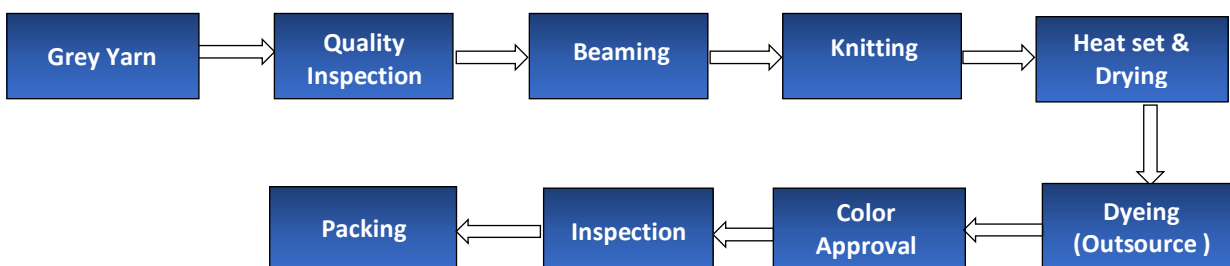 Grey Yarn
Quality
Inspection
Beaming
Knitting
Heat set &
Drying
Dyeing
(Outsource )
Color
Approval
Inspection
Packing